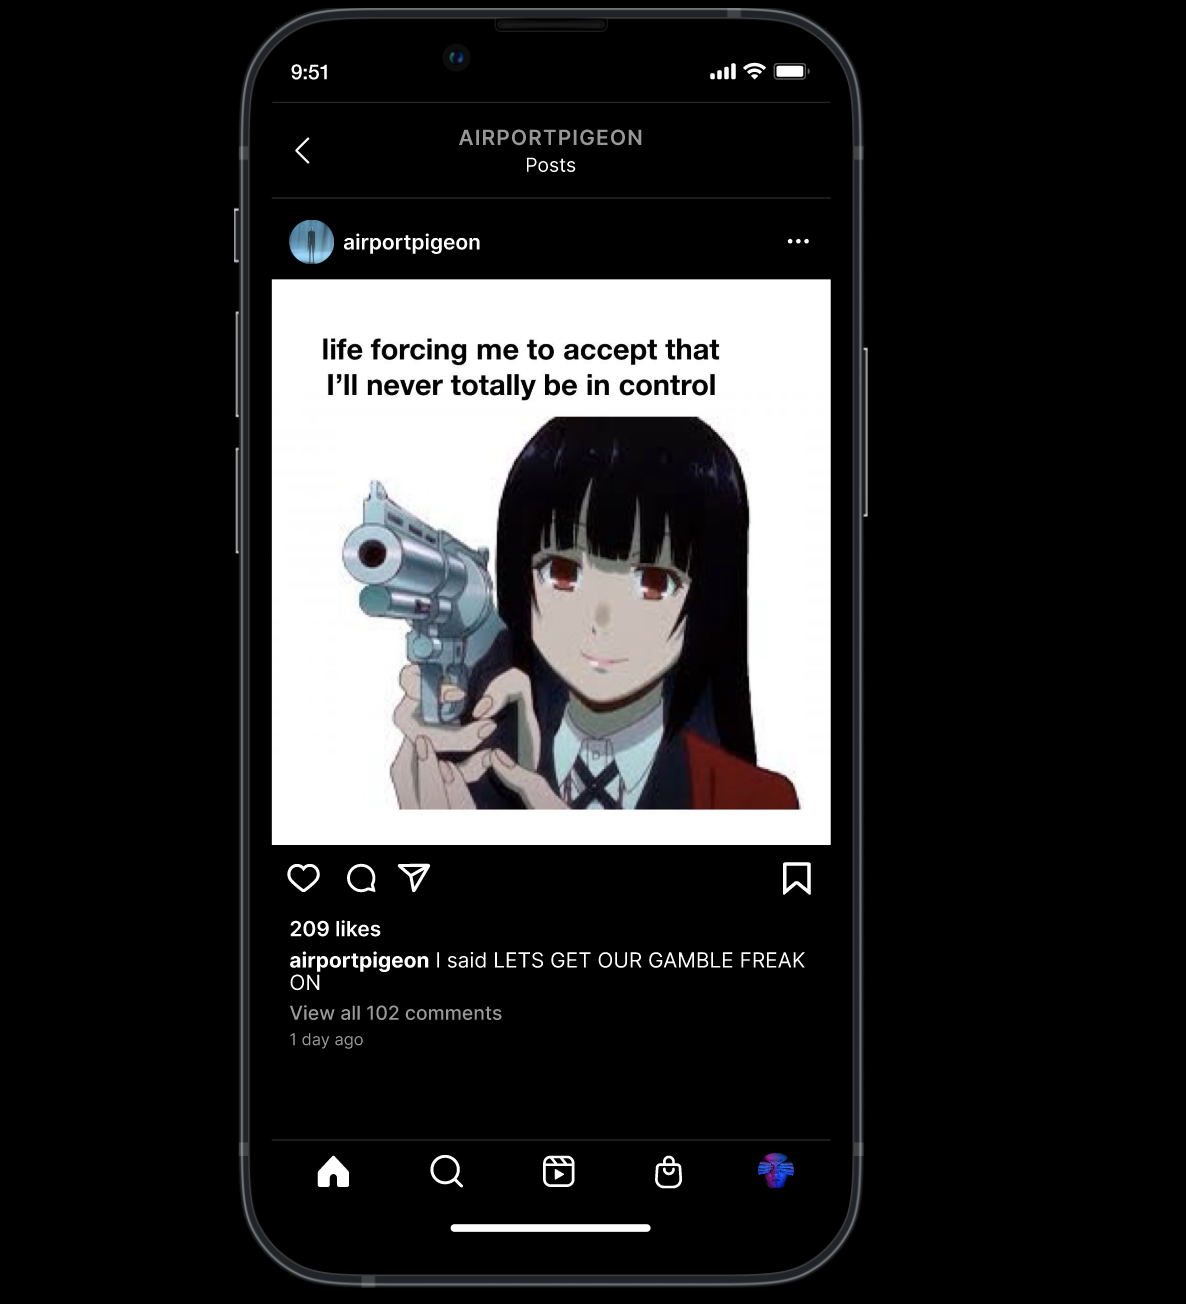 9:51
AIRPORTPIGEON
Posts
airportpigeon
life forcing me to accept that
I’ll never totally be in control
209 likes
airportpigeon I said LETS GET OUR GAMBLE FREAK
ON
View all 102 comments
1 day ago